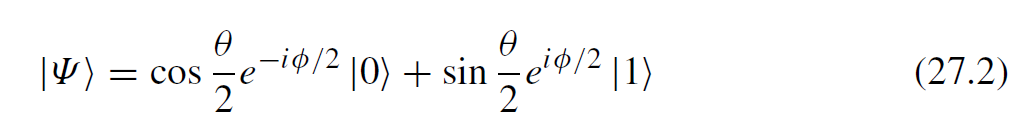 |Ψ⟩ = cos θ/2 e^{-iϕ/2} |0⟩ + sin θ/2 e^{iϕ/2} |1⟩ (27.2)